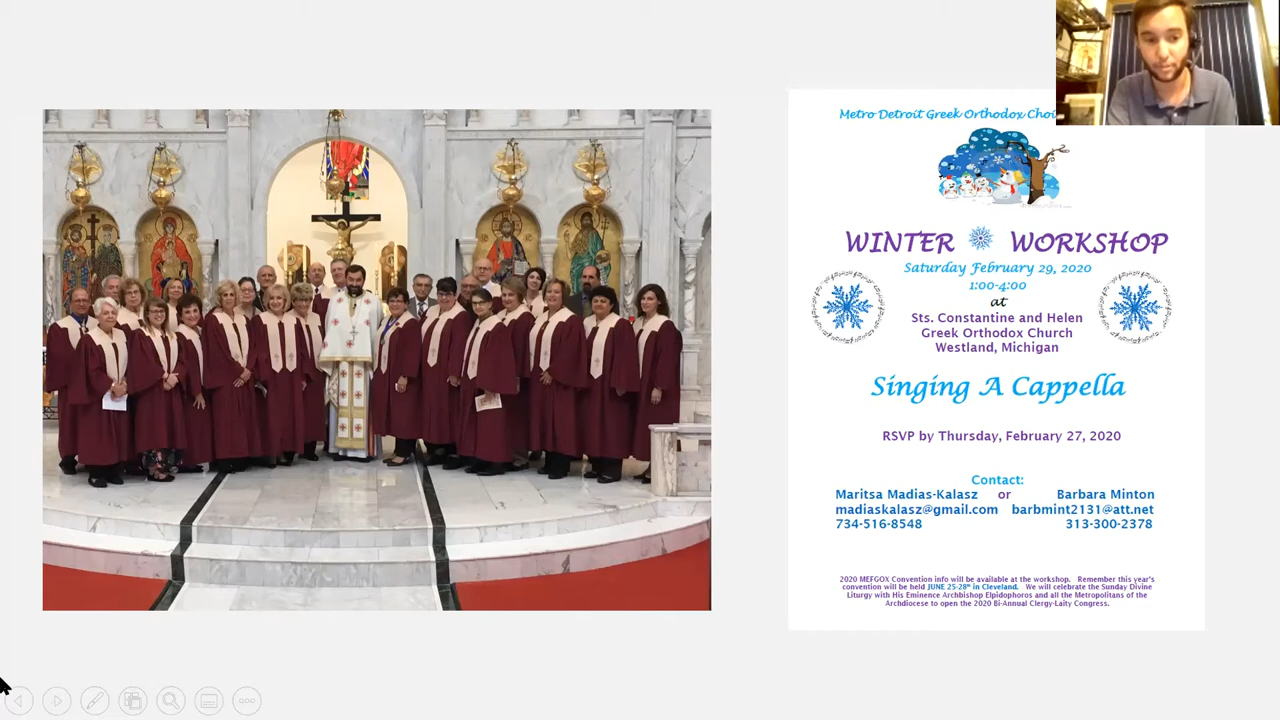 Metro Detroit Greek Orthodox
WINTER WORKSHOP
Saturday February 29, 2020
1:00-4:00
at
Sts. Constantine and Helen
Greek Orthodox Church
Westland, Michigan
Singing A Cappella
RSVP by Thursday, February 27, 2020
Contact:
Maritsa Madias-Kalasz or Barbara Minton
madiaskalasz@gmail.com barbmint2131@att.net
734-516-8548 313-300-2378
2020 MEFGOX Convention info will be available at the workshop. Remember this year's
convention will be held JUNE 25-28th in Cleveland. We will celebrate the Sunday Divine
Liturgy with His Eminence Archbishop Elpidophoros and all the Metropolitans of the
Archdiocese to open the 2020 Bi-Annual Clergy-Laity Congress.